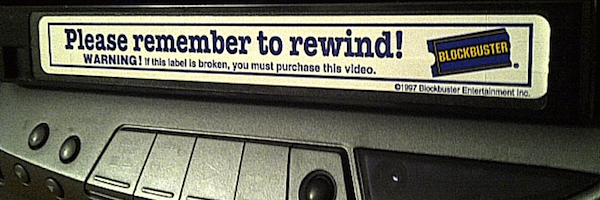 Please remember to rewind!
WARNING! If this label is broken, you must purchase this video.
BLOCKBUSTER®
©1997 Blockbuster Entertainment Inc.